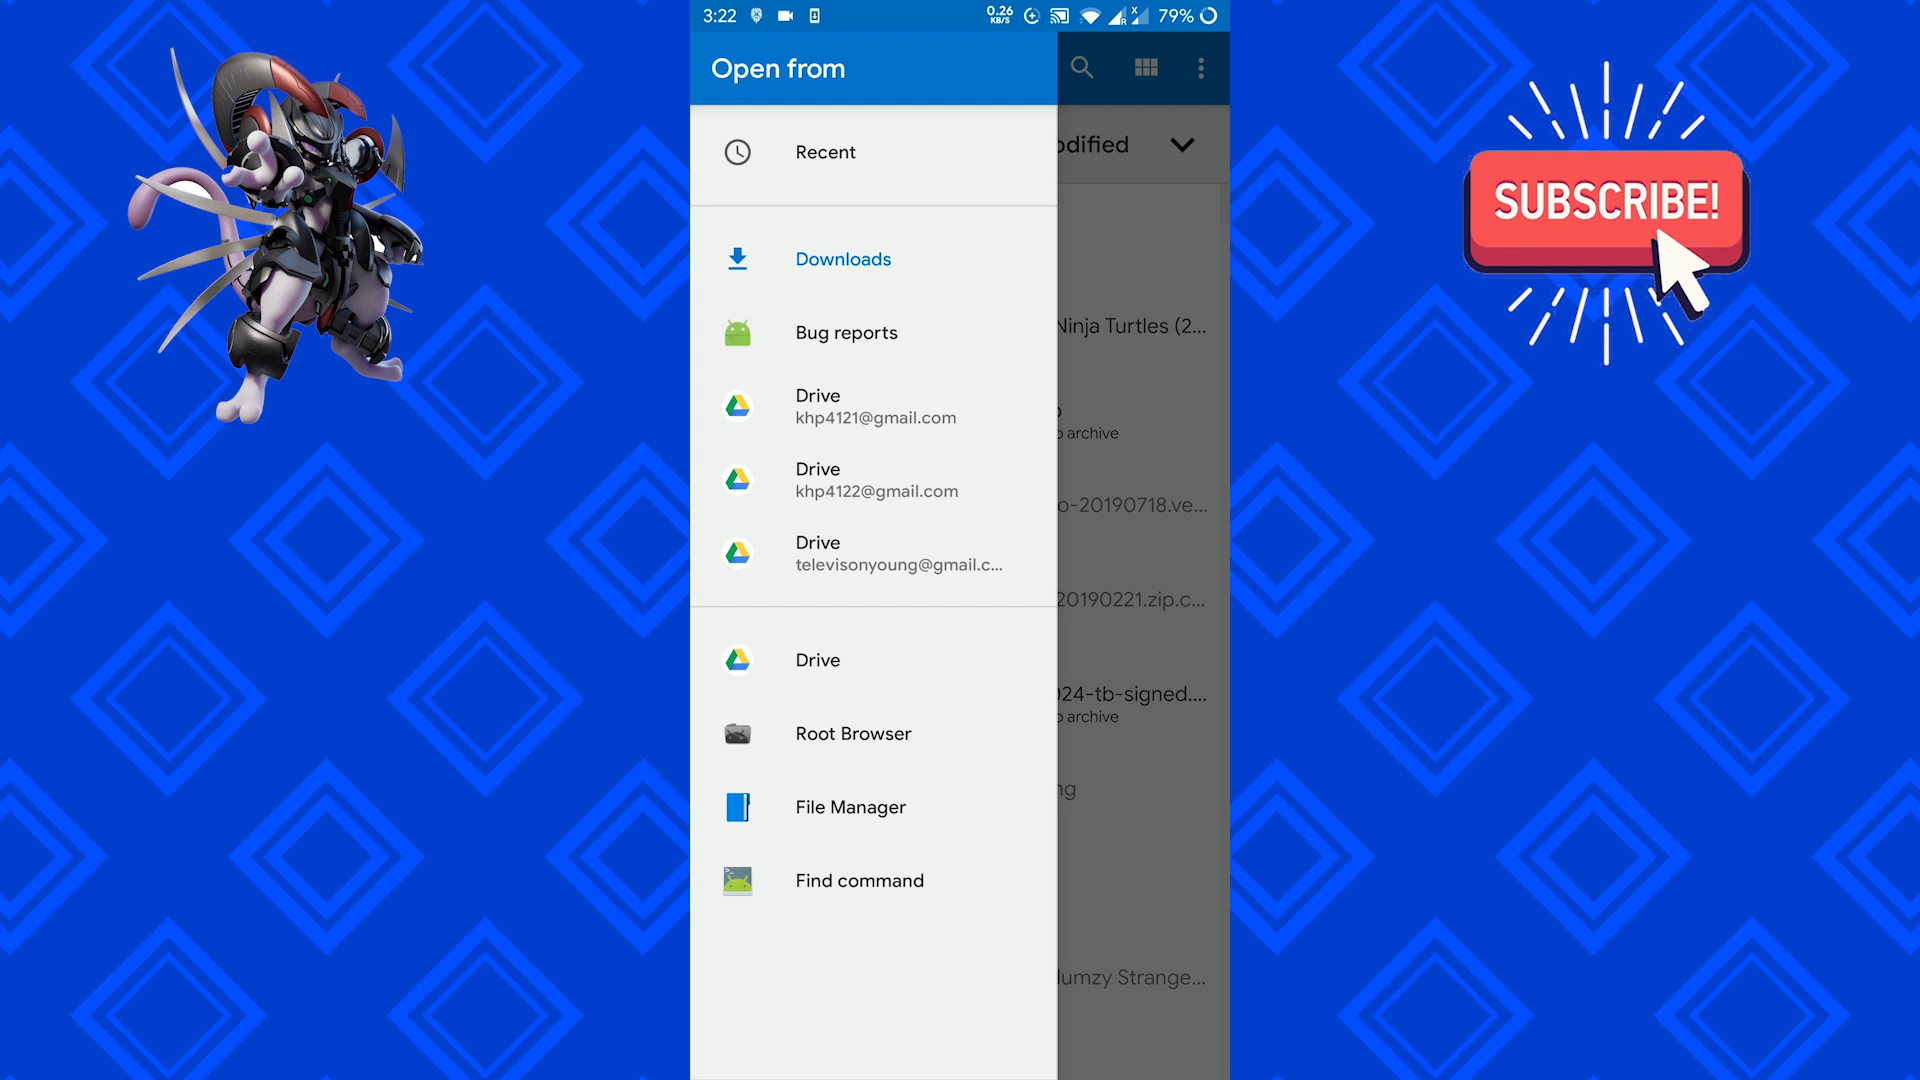 3:22
0.26
KB/S
R
X
79%
Open from
odified
Recent
Downloads
Bug reports
Drive
khp4121@gmail.com
Drive
khp4122@gmail.com
Drive
televisonyoung@gmail.c...
Drive
Root Browser
File Manager
Find command
Ninja Turtles (2...
archive
o-20190718.ve...
20190221.zip.c...
024-tb-signed....
archive
ng
lumzy Strange...
SUBSCRIBE!